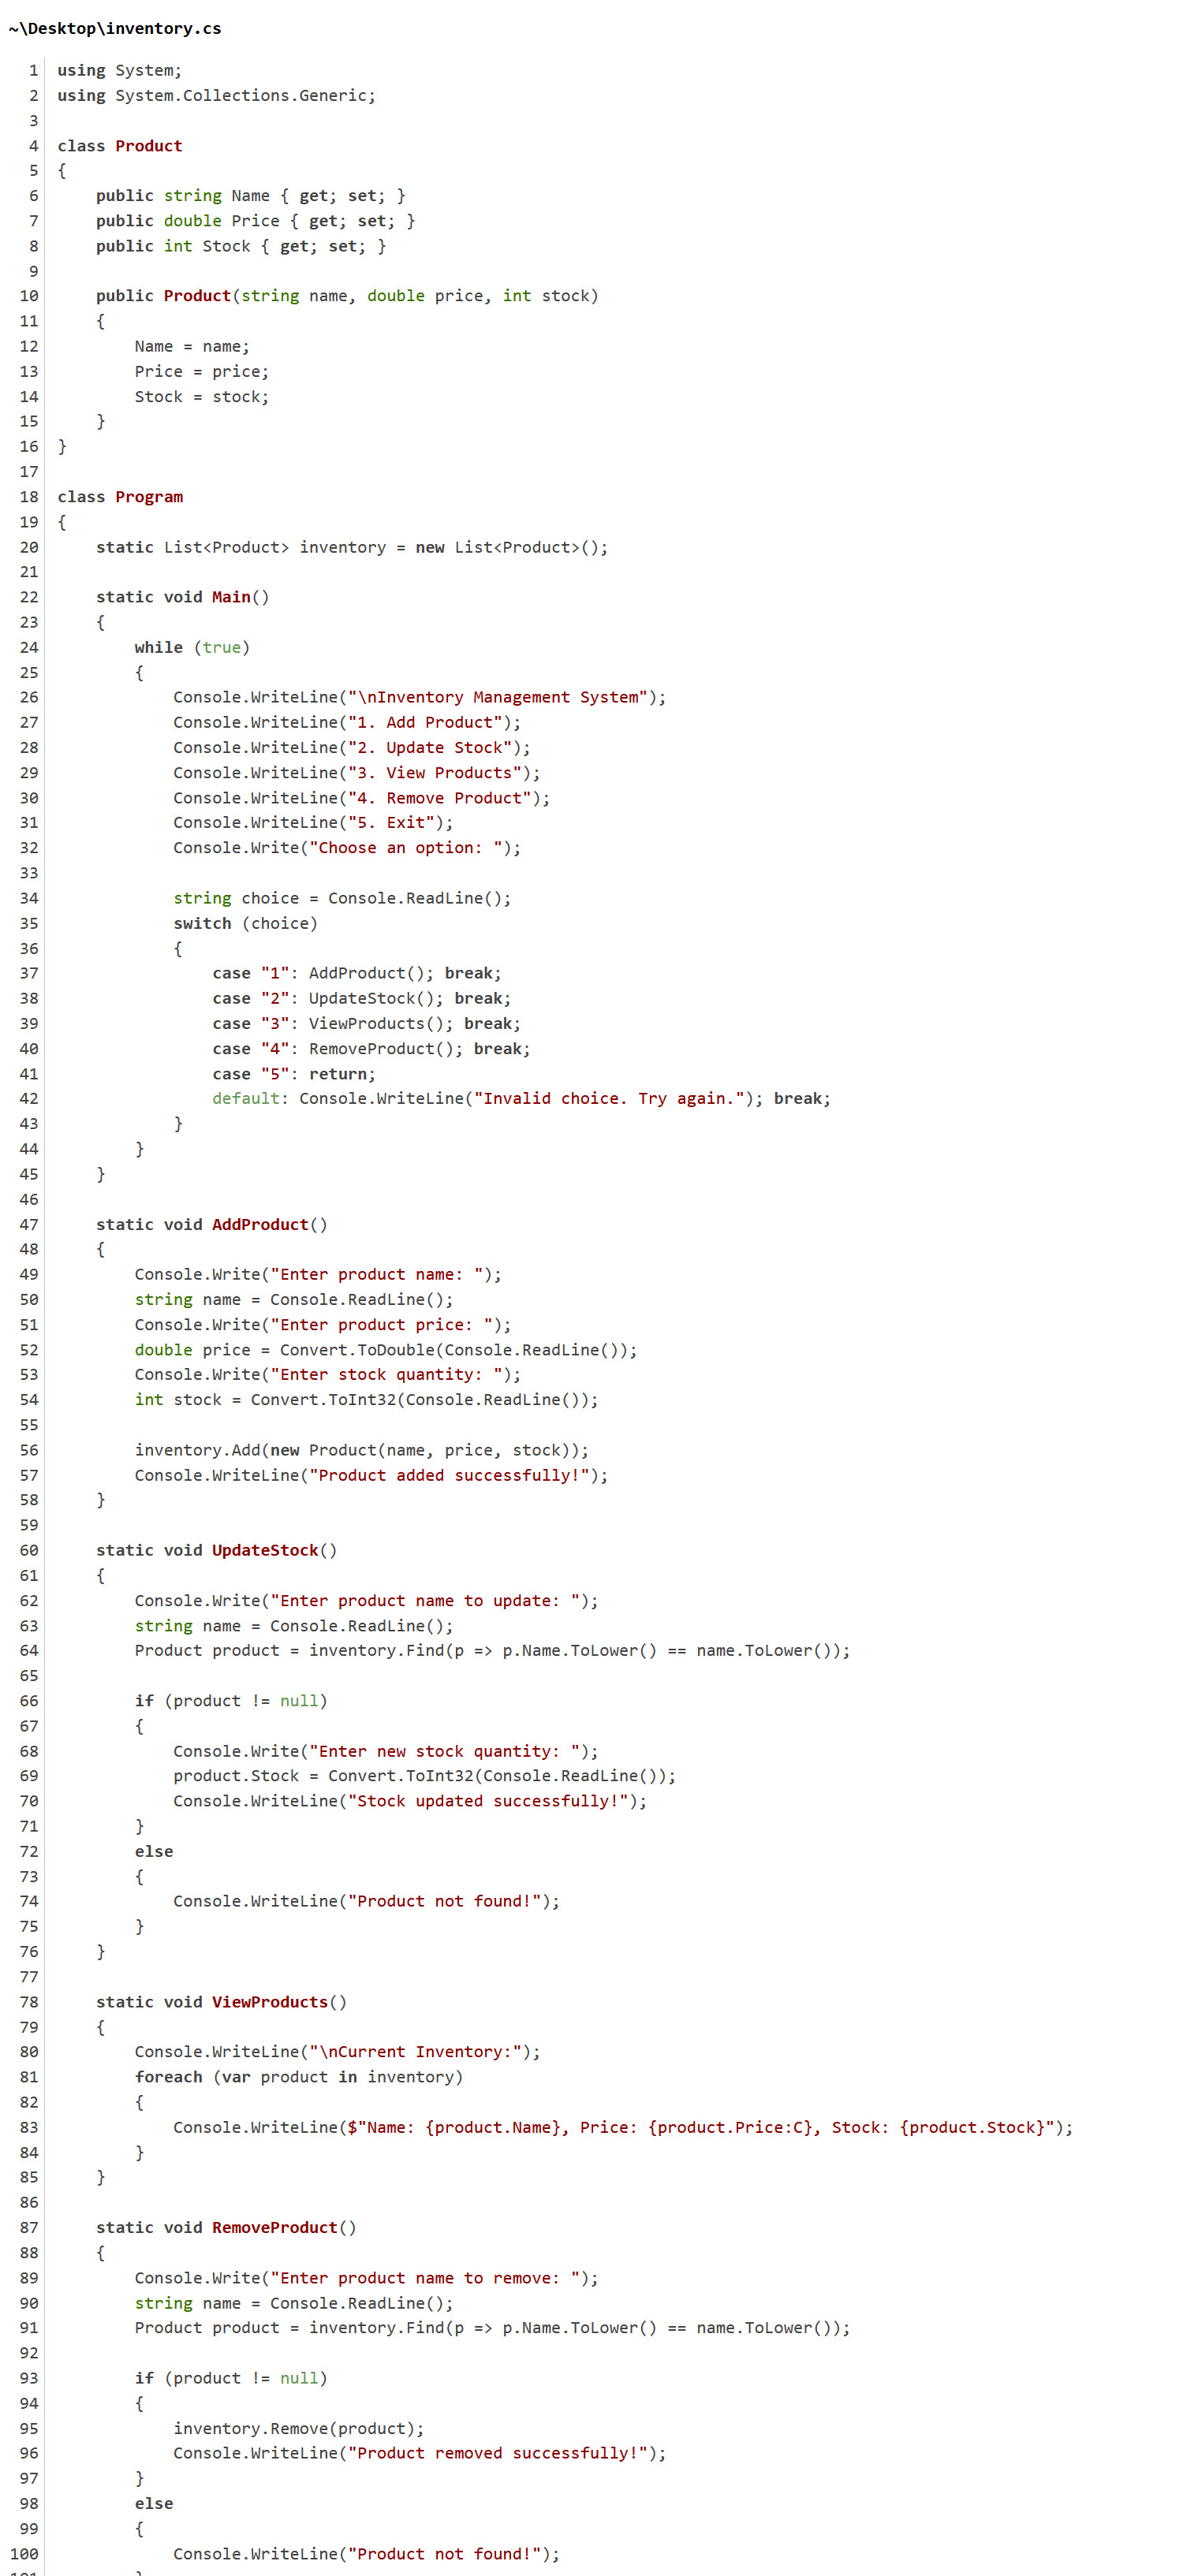 ~\Desktop\inventory.cs
1 using System;
2 using System.Collections.Generic;
3
4 class Product
5 {
6     public string Name { get; set; }
7     public double Price { get; set; }
8     public int Stock { get; set; }
9
10     public Product(string name, double price, int stock)
11     {
12         Name = name;
13         Price = price;
14         Stock = stock;
15     }
16 }
17
18 class Program
19 {
20     static List<Product> inventory = new List<Product>();
21
22     static void Main()
23     {
24         while (true)
25         {
26             Console.WriteLine("\nInventory Management System");
27             Console.WriteLine("1. Add Product");
28             Console.WriteLine("2. Update Stock");
29             Console.WriteLine("3. View Products");
30             Console.WriteLine("4. Remove Product");
31             Console.WriteLine("5. Exit");
32             Console.Write("Choose an option: ");
33
34             string choice = Console.ReadLine();
35             switch (choice)
36             {
37                 case "1": AddProduct(); break;
38                 case "2": UpdateStock(); break;
39                 case "3": ViewProducts(); break;
40                 case "4": RemoveProduct(); break;
41                 case "5": return;
42                 default: Console.WriteLine("Invalid choice. Try again."); break;
43             }
44         }
45     }
46
47     static void AddProduct()
48     {
49         Console.Write("Enter product name: ");
50         string name = Console.ReadLine();
51         Console.Write("Enter product price: ");
52         double price = Convert.ToDouble(Console.ReadLine());
53         Console.Write("Enter stock quantity: ");
54         int stock = Convert.ToInt32(Console.ReadLine());
55
56         inventory.Add(new Product(name, price, stock));
57         Console.WriteLine("Product added successfully!");
58     }
59
60     static void UpdateStock()
61     {
62         Console.Write("Enter product name to update: ");
63         string name = Console.ReadLine();
64         Product product = inventory.Find(p => p.Name.ToLower() == name.ToLower());
65
66         if (product != null)
67         {
68             Console.Write("Enter new stock quantity: ");
69             product.Stock = Convert.ToInt32(Console.ReadLine());
70             Console.WriteLine("Stock updated successfully!");
71         }
72         else
73         {
74             Console.WriteLine("Product not found!");
75         }
76     }
77
78     static void ViewProducts()
79     {
80         Console.WriteLine("\nCurrent Inventory:");
81         foreach (var product in inventory)
82         {
83             Console.WriteLine($"Name: {product.Name}, Price: {product.Price:C}, Stock: {product.Stock}");
84         }
85     }
86
87     static void RemoveProduct()
88     {
89         Console.Write("Enter product name to remove: ");
90         string name = Console.ReadLine();
91         Product product = inventory.Find(p => p.Name.ToLower() == name.ToLower());
92
93         if (product != null)
94         {
95             inventory.Remove(product);
96             Console.WriteLine("Product removed successfully!");
97         }
98         else
99         {
100             Console.WriteLine("Product not found!");